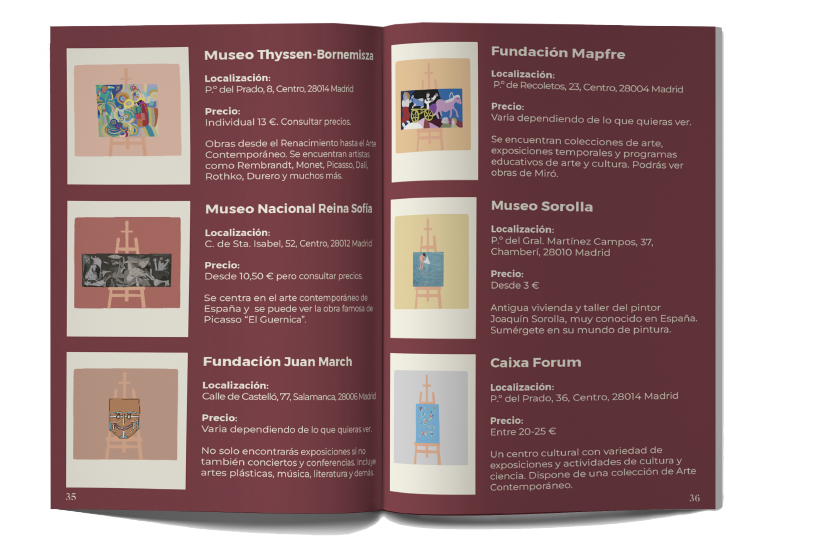 Museo Thyssen-Bornemisza
Localización:
P.º del Prado, 8, Centro, 28014 Madrid
Precio:
Individual 13 €. Consultar precios.
Obras desde el Renacimiento hasta el Arte
Contemporáneo. Se encuentran artistas
como Rembrandt, Monet, Picasso, Dalí,
Rothko, Durero y muchos más.
Museo Nacional Reina Sofía
Localización:
C. de Sta. Isabel, 52, Centro, 28012 Madrid
Precio:
Desde 10,50 € pero consultar precios.
Se centra en el arte contemporáneo de
España y se puede ver la obra famosa de
Picasso "El Guernica".
Fundación Juan March
Localización:
Calle de Castelló, 77, Salamanca, 28006 Madrid
Precio:
Varia dependiendo de lo que quieras ver.
No solo encontrarás exposiciones si no
también conciertos y conferencias. Incluye
artes plásticas, música, literatura y demás.
35
Fundación Mapfre
Localización:
P.º de Recoletos, 23, Centro, 28004 Madrid
Precio:
Varia dependiendo de lo que quieras ver.
Se encuentran colecciones de arte,
exposiciones temporales y programas
educativos de arte y cultura. Podrás ver
obras de Miró.
Museo Sorolla
Localización:
P.º del Gral. Martínez Campos, 37,
Chamberí, 28010 Madrid
Precio:
Desde 3 €
Antigua vivienda y taller del pintor
Joaquín Sorolla, muy conocido en España.
Sumérgete en su mundo de pintura.
Caixa Forum
Localización:
P.º del Prado, 36, Centro, 28014 Madrid
Precio:
Entre 20-25 €
Un centro cultural con variedad de
exposiciones y actividades de cultura y
ciencia. Dispone de una colección de Arte
Contemporáneo.
36